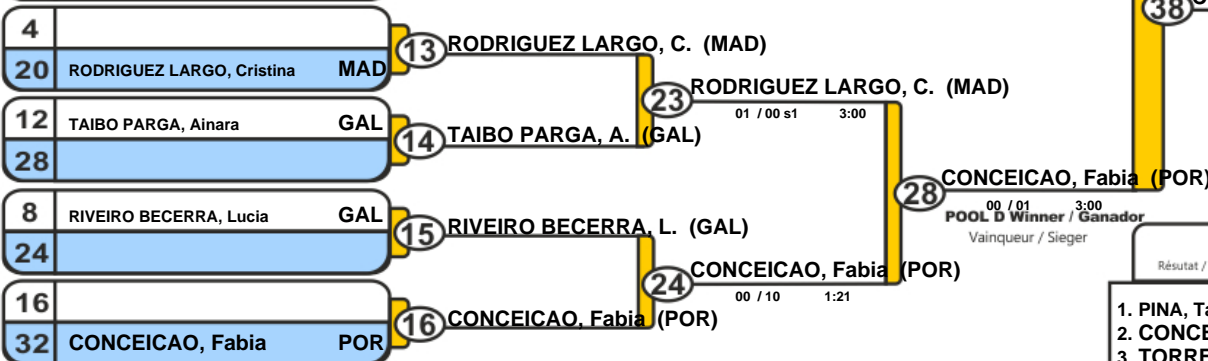 4
20 RODRIGUEZ LARGO, Cristina MAD
12 TAIBO PARGA, Ainara GAL
28
8 RIVEIRO BECERRA, Lucia GAL
24
16
32 CONCEICAO, Fabia POR
13 RODRIGUEZ LARGO, C. (MAD)
14 TAIBO PARGA, A. (GAL)
15 RIVEIRO BECERRA, L. (GAL)
16 CONCEICAO, Fabia (POR)
23 RODRIGUEZ LARGO, C. (MAD)
01 / 00 s1 3:00
24 CONCEICAO, Fabia (POR)
00 / 10 1:21
28 CONCEICAO, Fabia (POR)
00 / 01 3:00
POOL D Winner / Ganador
Vainqueur / Sieger
38
Résutat /
1. PINA,
2.
3.